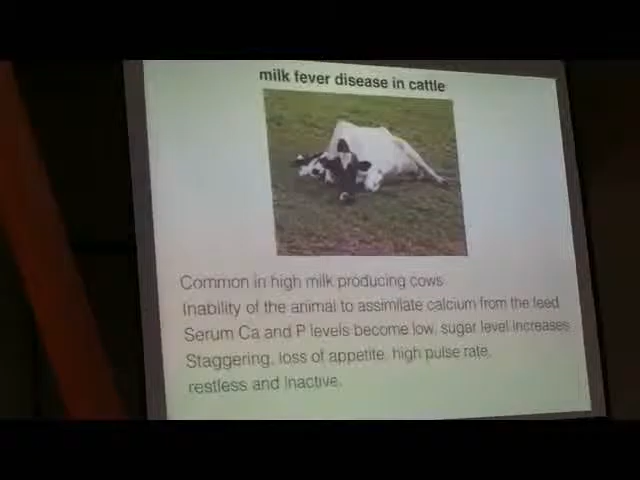 milk fever disease in cattle
Common in high milk producing cows
Inability of the animal to assimilate calcium from the feed
Serum Ca and P levels become low, sugar level increases
Staggering, loss of appetite, high pulse rate,
restless and inactive.